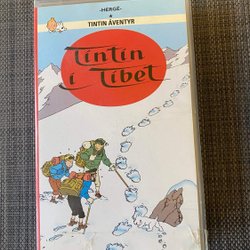 -HERGÉ-
TINTIN ÄVENTYR
Tintin
i Tibet